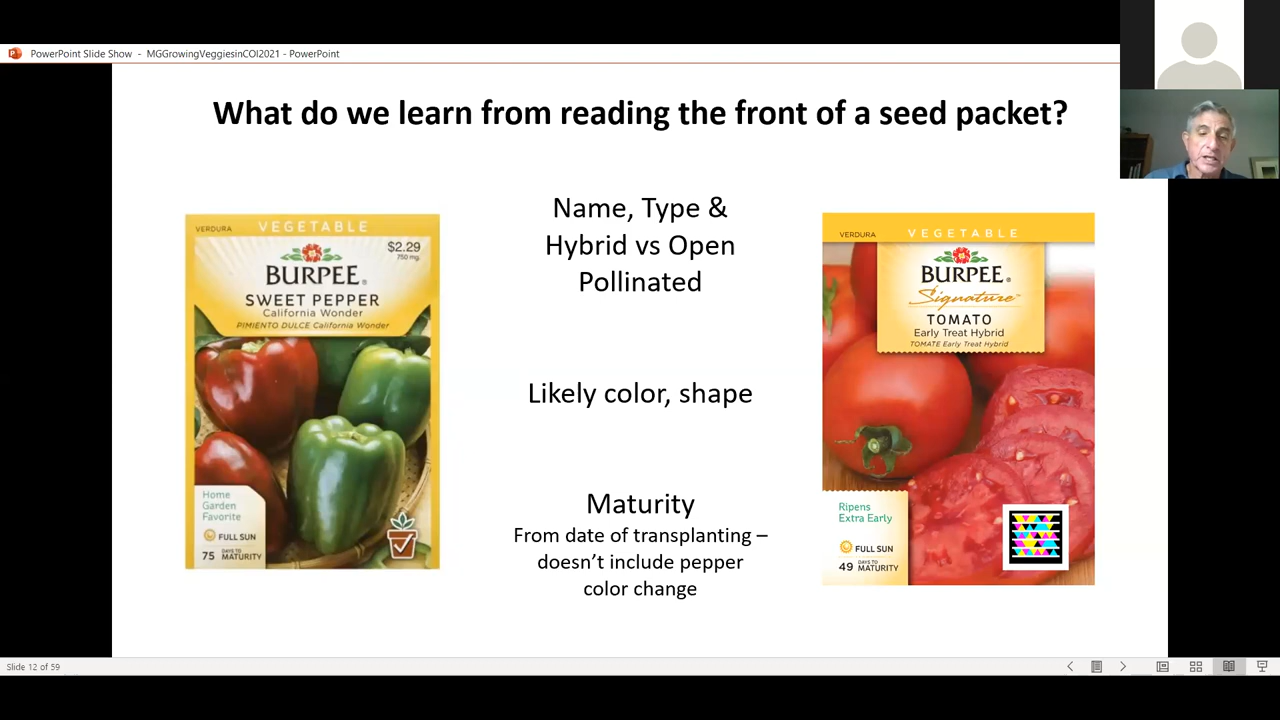 PowerPoint Slide Show - MGGrowingVeggiesinCOI2021 - PowerPoint
What do we learn from reading the front of a seed packet?
VERDURA VEGETABLE
$2.29
750 mg.
BURPEE®
SWEET PEPPER
California Wonder
PIMIENTO DULCE California Wonder
Home
Garden
Favorite
FULL SUN
75 DAYS TO MATURITY
Name, Type &
Hybrid vs Open
Pollinated
Likely color, shape
Maturity
From date of transplanting –
doesn't include pepper
color change
VERDURA VEGETABLE
BURPEE®
Signature™
TOMATO
Early Treat Hybrid
TOMATE Early Treat Hybrid
Ripens
Extra Early
FULL SUN
49 DAYS TO MATURITY
Slide 12 of 59